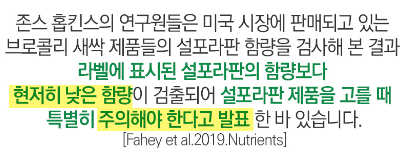 존스 홉킨스의 연구원들은 미국 시장에 판매되고 있는
브로콜리 새싹 제품들의 설포라판 함량을 검사해 본 결과
라벨에 표시된 설포라판의 함량보다
현저히 낮은 함량이 검출되어 설포라판 제품을 고를 때
특별히 주의해야 한다고 발표 한 바 있습니다.
[Fahey et al.2019.Nutrients]